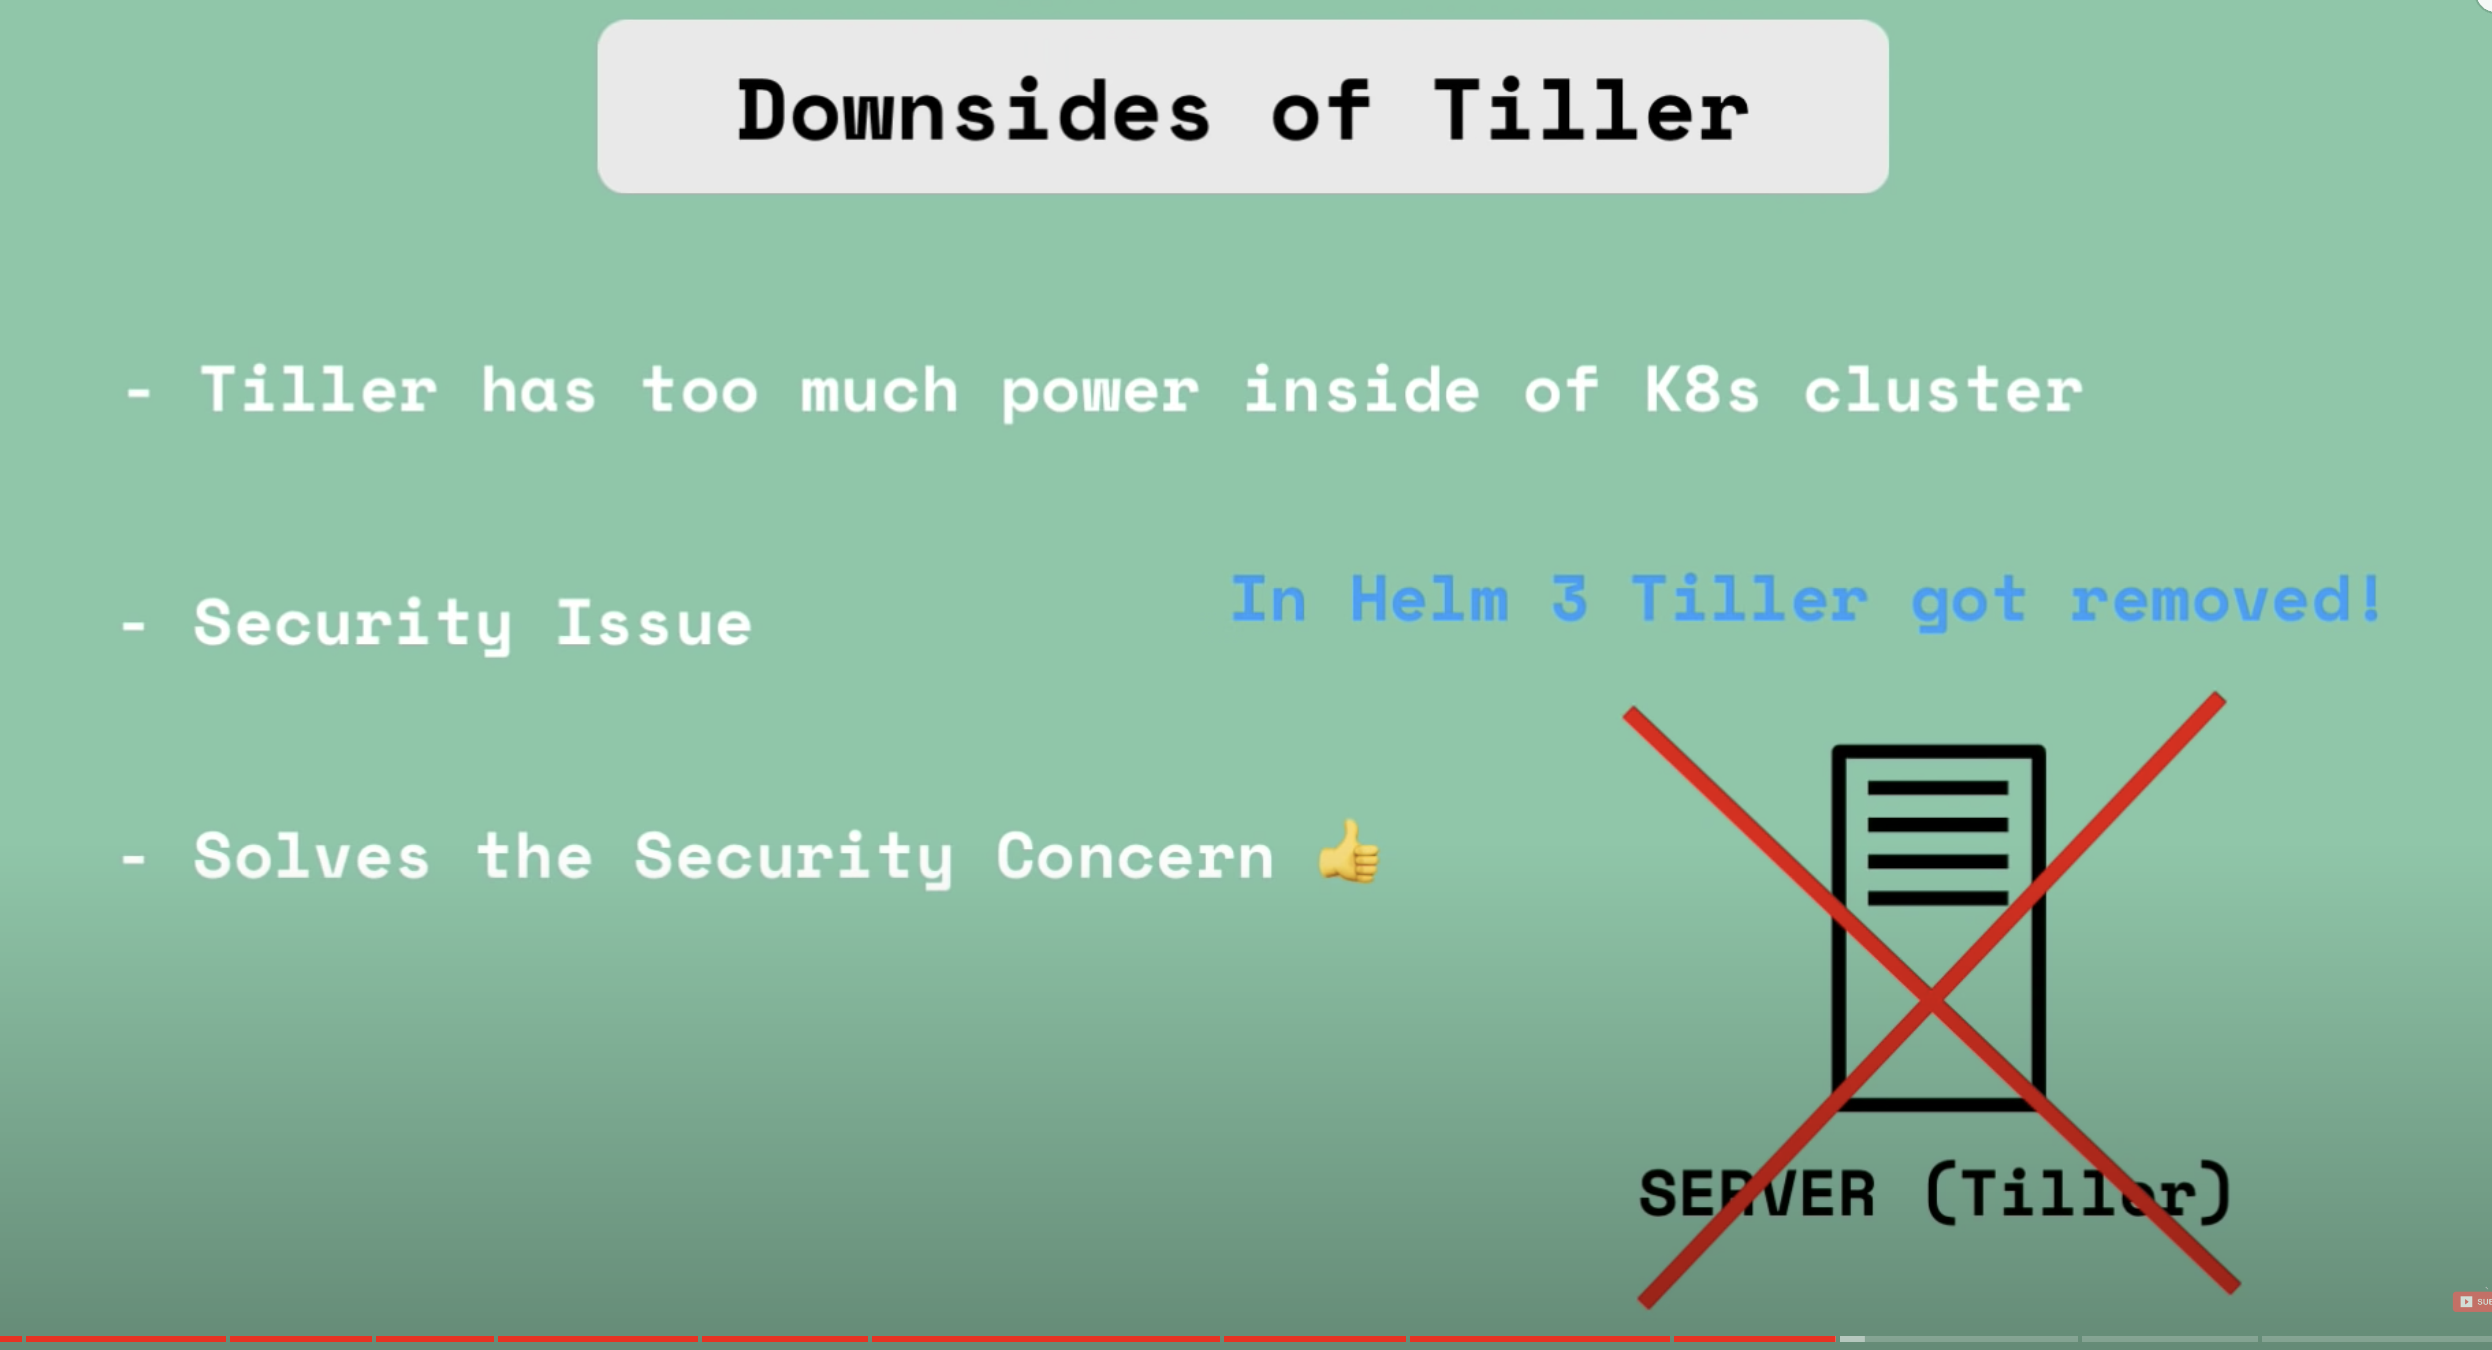 Downsides of Tiller
- Tiller has too much power inside of K8s cluster
- Security Issue
In Helm 3 Tiller got removed!
- Solves the Security Concern 👍
SERVER (Tiller)